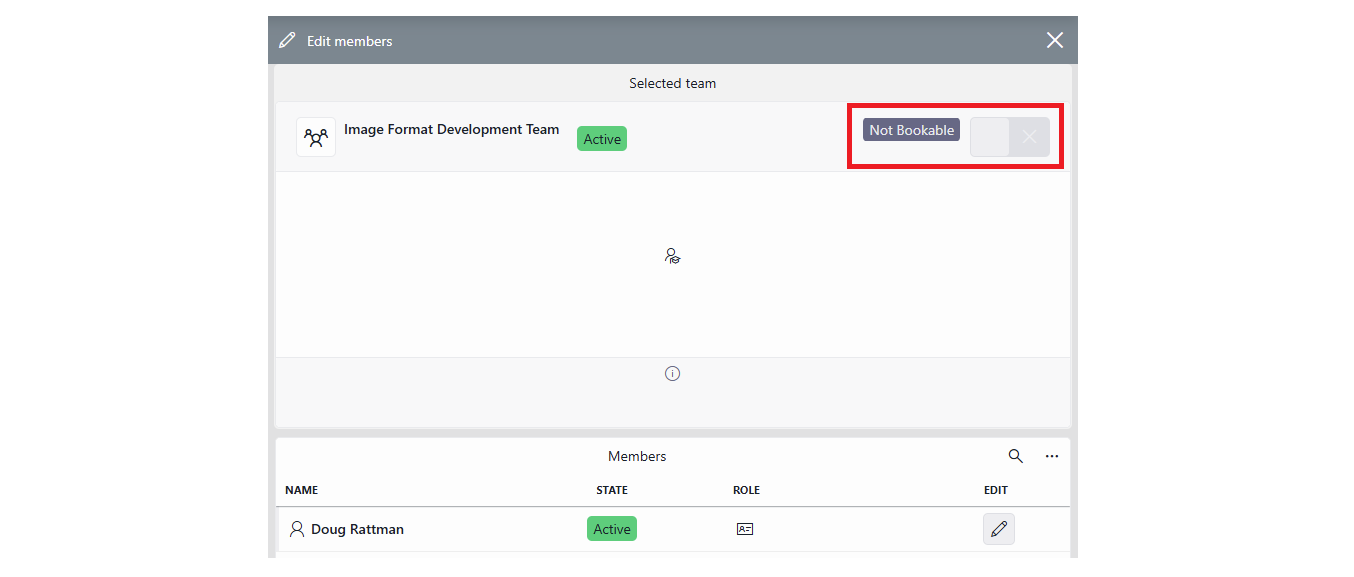 Edit members
Selected team
Image Format Development Team
Active
Not Bookable
Members
NAME STATE ROLE EDIT
Doug Rattman Active